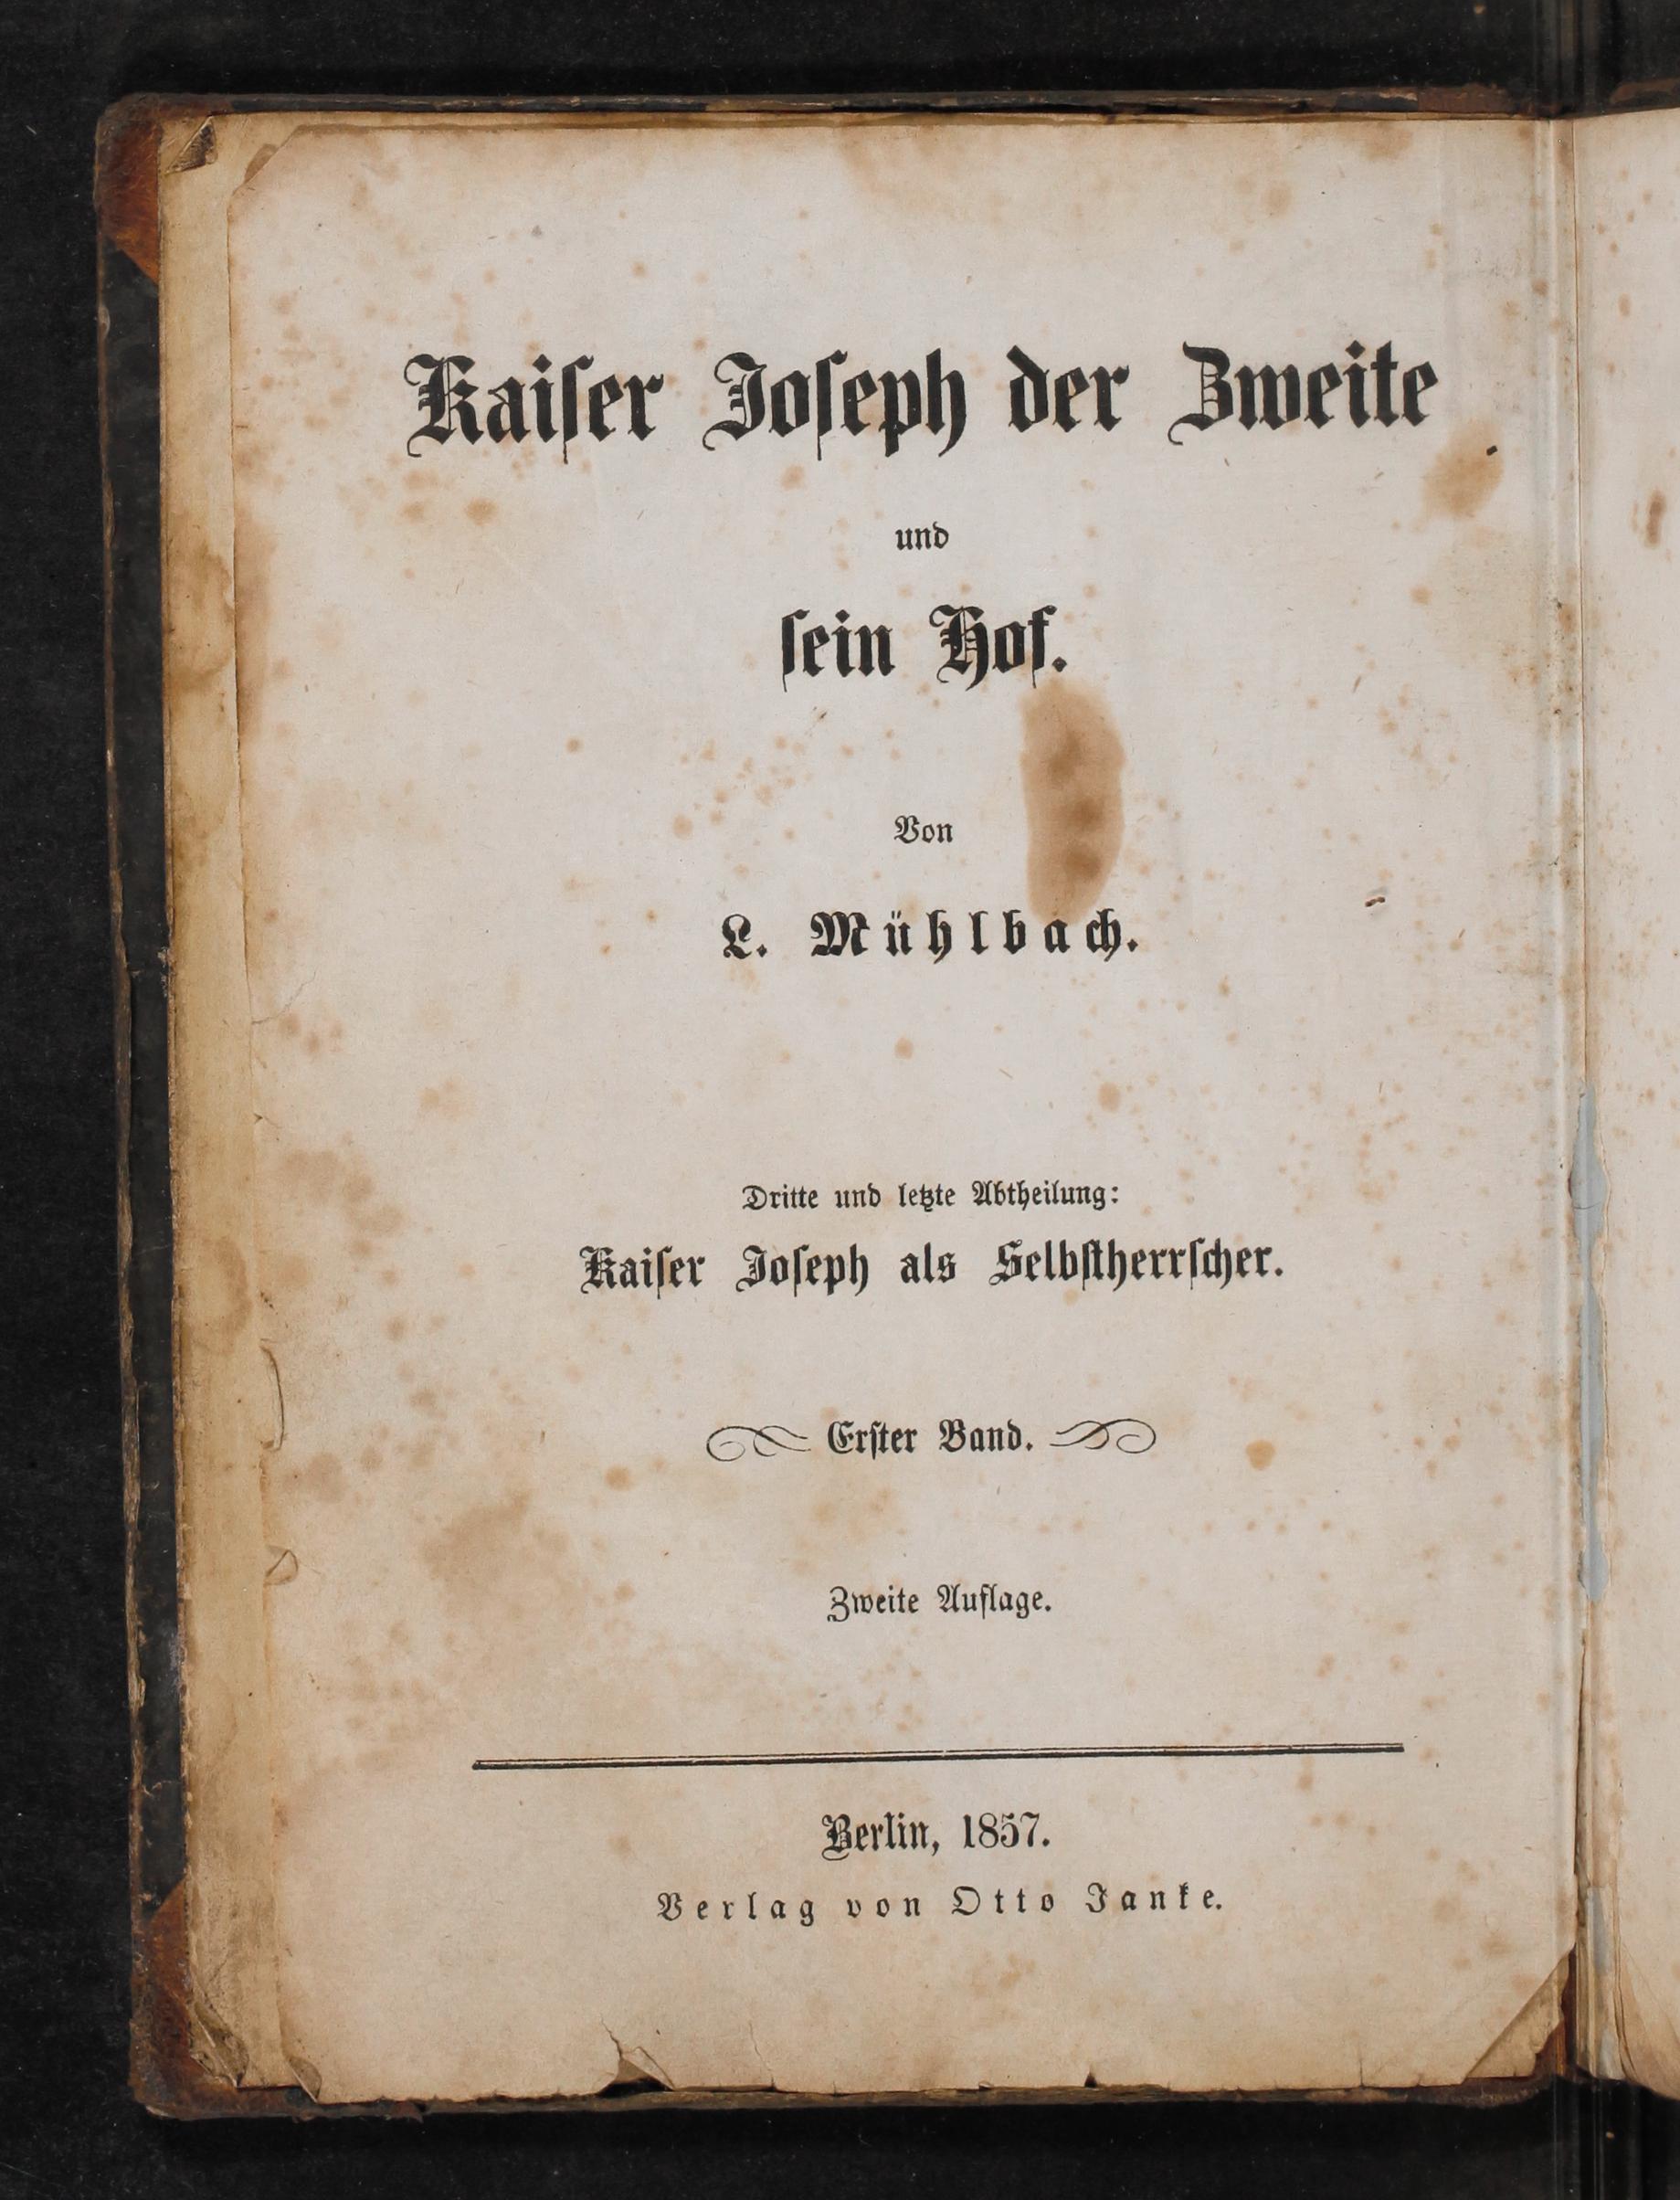 Kaiſer Joſeph der Zweite
und
ſein Hof.
Von
L. Mühlbach.
Dritte und letzte Abtheilung:
Kaiſer Joſeph als Selbſtherrſcher.
Erſter Band.
Zweite Auflage.
Berlin, 1857.
Verlag von Otto Janke.